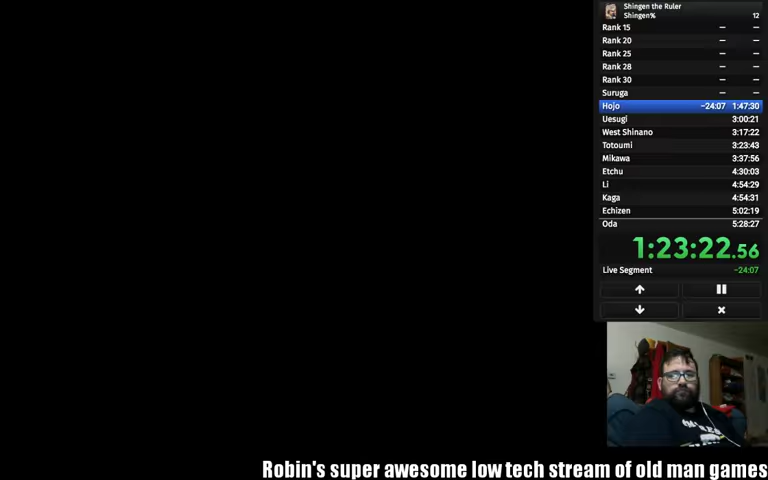 Shingen the Ruler
Shingen% 12
Rank 15 — —
Rank 20 — —
Rank 25 — —
Rank 28 — —
Rank 30 — —
Suruga — —
Hojo −24:07 1:47:30
Uesugi 3:00:21
West Shinano 3:17:22
Totoumi 3:23:43
Mikawa 3:37:56
Etchu 4:30:03
Li 4:54:29
Kaga 4:54:31
Echizen 5:02:19
Oda 5:28:27
1:23:22.56
Live Segment −24:07
Robin's super awesome low tech stream of old man games